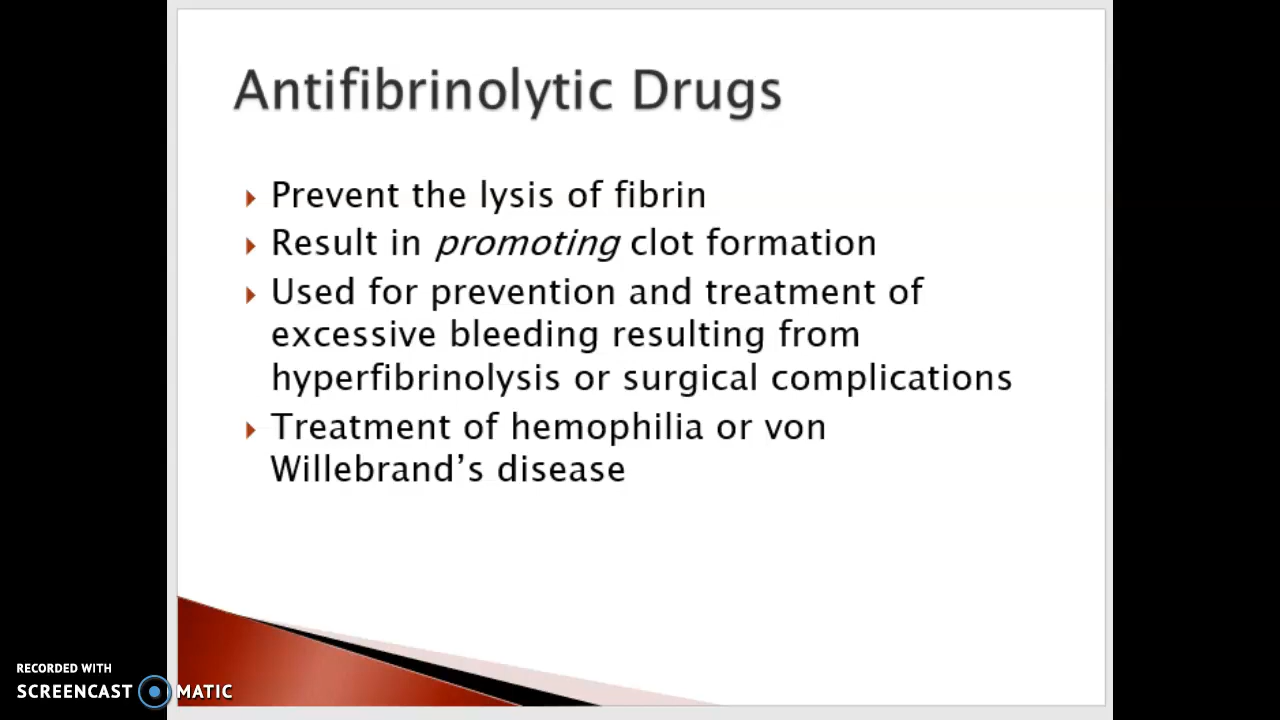 Antifibrinolytic Drugs
Prevent the lysis of fibrin
Result in promoting clot formation
Used for prevention and treatment of
excessive bleeding resulting from
hyperfibrinolysis or surgical complications
Treatment of hemophilia or von
Willebrand’s disease
RECORDED WITH
SCREENCAST MATIC